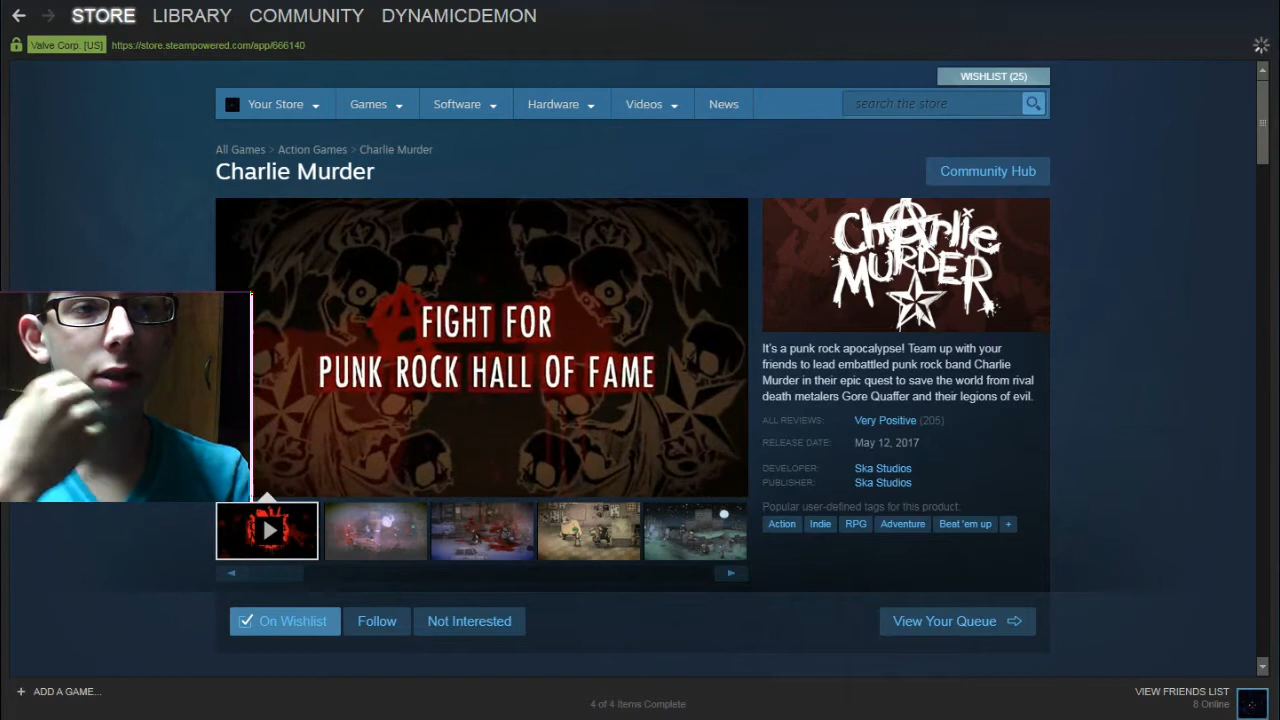 STORE LIBRARY COMMUNITY DYNAMICDEMON
Valve Corp. [US] https://store.steampowered.com/app/666140
WISHLIST (25)
Your Store Games Software Hardware Videos News search the store
All Games > Action Games > Charlie Murder
Charlie Murder
Community Hub
FIGHT FOR
PUNK ROCK HALL OF FAME
Charlie
MURDER
It's a punk rock apocalypse! Team up with your
friends to lead embattled punk rock band Charlie
Murder in their epic quest to save the world from rival
death metalers Gore Quaffer and their legions of evil.
ALL REVIEWS: Very Positive (205)
RELEASE DATE: May 12, 2017
DEVELOPER: Ska Studios
PUBLISHER: Ska Studios
Popular user-defined tags for this product:
Action Indie RPG Adventure Beat 'em up +
On Wishlist Follow Not Interested View Your Queue
+ ADD A GAME...
4 of 4 Items Complete
VIEW FRIENDS LIST
8 Online